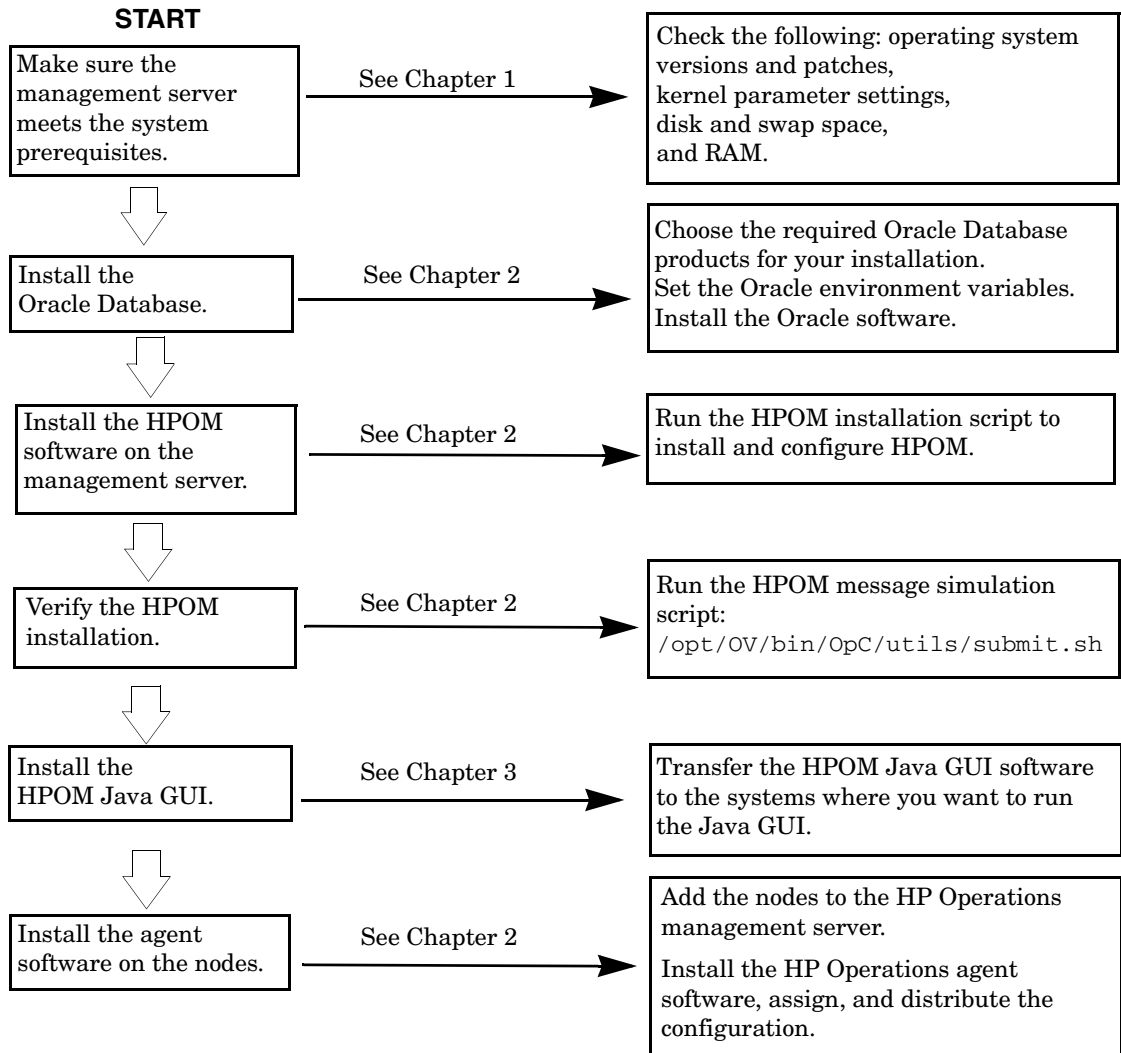 START
Make sure the
management server
meets the system
prerequisites.
See Chapter 1
Check the following: operating system
versions and patches,
kernel parameter settings,
disk and swap space,
and RAM.
Install the
Oracle Database.
See Chapter 2
Choose the required Oracle Database
products for your installation.
Set the Oracle environment variables.
Install the Oracle software.
Install the HPOM
software on the
management server.
See Chapter 2
Run the HPOM installation script to
install and configure HPOM.
Verify the HPOM
installation.
See Chapter 2
Run the HPOM message simulation
script:
/opt/OV/bin/OpC/utils/submit.sh
Install the
HPOM Java GUI.
See Chapter 3
Transfer the HPOM Java GUI software
to the systems where you want to run
the Java GUI.
Install the agent
software on the nodes.
See Chapter 2
Add the nodes to the HP Operations
management server.
Install the HP Operations agent
software, assign, and distribute the
configuration.